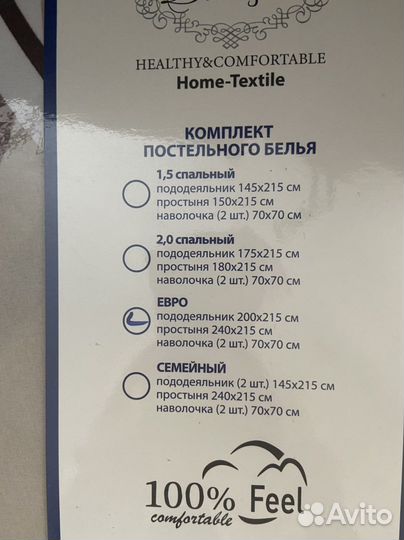 HEALTHY&COMFORTABLE
Home-Textile
КОМПЛЕКТ
ПОСТЕЛЬНОГО БЕЛЬЯ
1,5 спальный
пододеяльник 145х215 см
простыня 150х215 см
наволочка (2 шт.) 70х70 см
2,0 спальный
пододеяльник 175х215 см
простыня 180х215 см
наволочка (2 шт.) 70х70 см
ЕВРО
пододеяльник 200х215 см
простыня 240х215 см
наволочка (2 шт.) 70х70 см
СЕМЕЙНЫЙ
пододеяльник (2 шт.) 145х215 см
простыня 240х215 см
наволочка (2 шт.) 70х70 см
100% Feel
comfortable
Avito